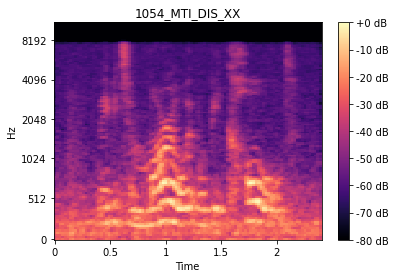 1054_MTI_DIS_XX
Hz
8192
4096
2048
1024
512
0
0
0.5
1
1.5
2
Time
+0 dB
-10 dB
-20 dB
-30 dB
-40 dB
-50 dB
-60 dB
-70 dB
-80 dB